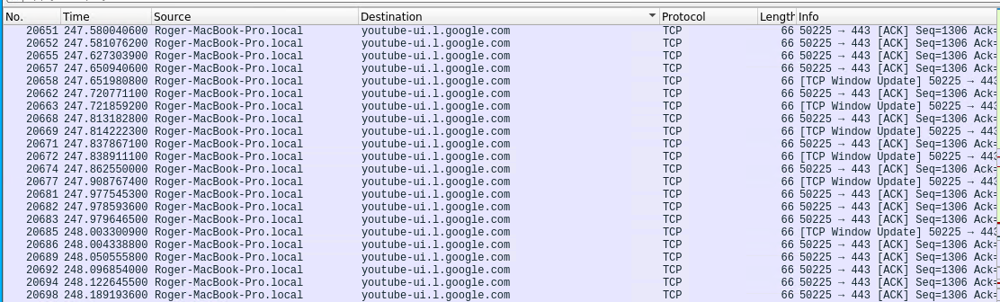 No. Time Source Destination Protocol Length Info
20651 247.580040600 Roger-MacBook-Pro.local youtube-ui.l.google.com TCP 66 50225 → 443 [ACK] Seq=1306 Ack=
20652 247.581076200 Roger-MacBook-Pro.local youtube-ui.l.google.com TCP 66 50225 → 443 [ACK] Seq=1306 Ack=
20655 247.627303900 Roger-MacBook-Pro.local youtube-ui.l.google.com TCP 66 50225 → 443 [ACK] Seq=1306 Ack=
20657 247.650940600 Roger-MacBook-Pro.local youtube-ui.l.google.com TCP 66 50225 → 443 [ACK] Seq=1306 Ack=
20658 247.651980800 Roger-MacBook-Pro.local youtube-ui.l.google.com TCP 66 [TCP Window Update] 50225 → 443
20662 247.720771100 Roger-MacBook-Pro.local youtube-ui.l.google.com TCP 66 50225 → 443 [ACK] Seq=1306 Ack=
20663 247.721859200 Roger-MacBook-Pro.local youtube-ui.l.google.com TCP 66 [TCP Window Update] 50225 → 443
20668 247.813182800 Roger-MacBook-Pro.local youtube-ui.l.google.com TCP 66 50225 → 443 [ACK] Seq=1306 Ack=
20669 247.814222300 Roger-MacBook-Pro.local youtube-ui.l.google.com TCP 66 [TCP Window Update] 50225 → 443
20671 247.837867100 Roger-MacBook-Pro.local youtube-ui.l.google.com TCP 66 50225 → 443 [ACK] Seq=1306 Ack=
20672 247.838911100 Roger-MacBook-Pro.local youtube-ui.l.google.com TCP 66 [TCP Window Update] 50225 → 443
20674 247.862550000 Roger-MacBook-Pro.local youtube-ui.l.google.com TCP 66 50225 → 443 [ACK] Seq=1306 Ack=
20677 247.908767400 Roger-MacBook-Pro.local youtube-ui.l.google.com TCP 66 [TCP Window Update] 50225 → 443
20681 247.977545300 Roger-MacBook-Pro.local youtube-ui.l.google.com TCP 66 50225 → 443 [ACK] Seq=1306 Ack=
20682 247.978593600 Roger-MacBook-Pro.local youtube-ui.l.google.com TCP 66 50225 → 443 [ACK] Seq=1306 Ack=
20683 247.979646500 Roger-MacBook-Pro.local youtube-ui.l.google.com TCP 66 50225 → 443 [ACK] Seq=1306 Ack=
20685 248.003300900 Roger-MacBook-Pro.local youtube-ui.l.google.com TCP 66 [TCP Window Update] 50225 → 443
20686 248.004338800 Roger-MacBook-Pro.local youtube-ui.l.google.com TCP 66 50225 → 443 [ACK] Seq=1306 Ack=
20689 248.050555800 Roger-MacBook-Pro.local youtube-ui.l.google.com TCP 66 50225 → 443 [ACK] Seq=1306 Ack=
20692 248.096854000 Roger-MacBook-Pro.local youtube-ui.l.google.com TCP 66 50225 → 443 [ACK] Seq=1306 Ack=
20694 248.122645500 Roger-MacBook-Pro.local youtube-ui.l.google.com TCP 66 50225 → 443 [ACK] Seq=1306 Ack=
20698 248.189193600 Roger-MacBook-Pro.local youtube-ui.l.google.com TCP 66 50225 → 443 [ACK] Seq=1306 Ack=